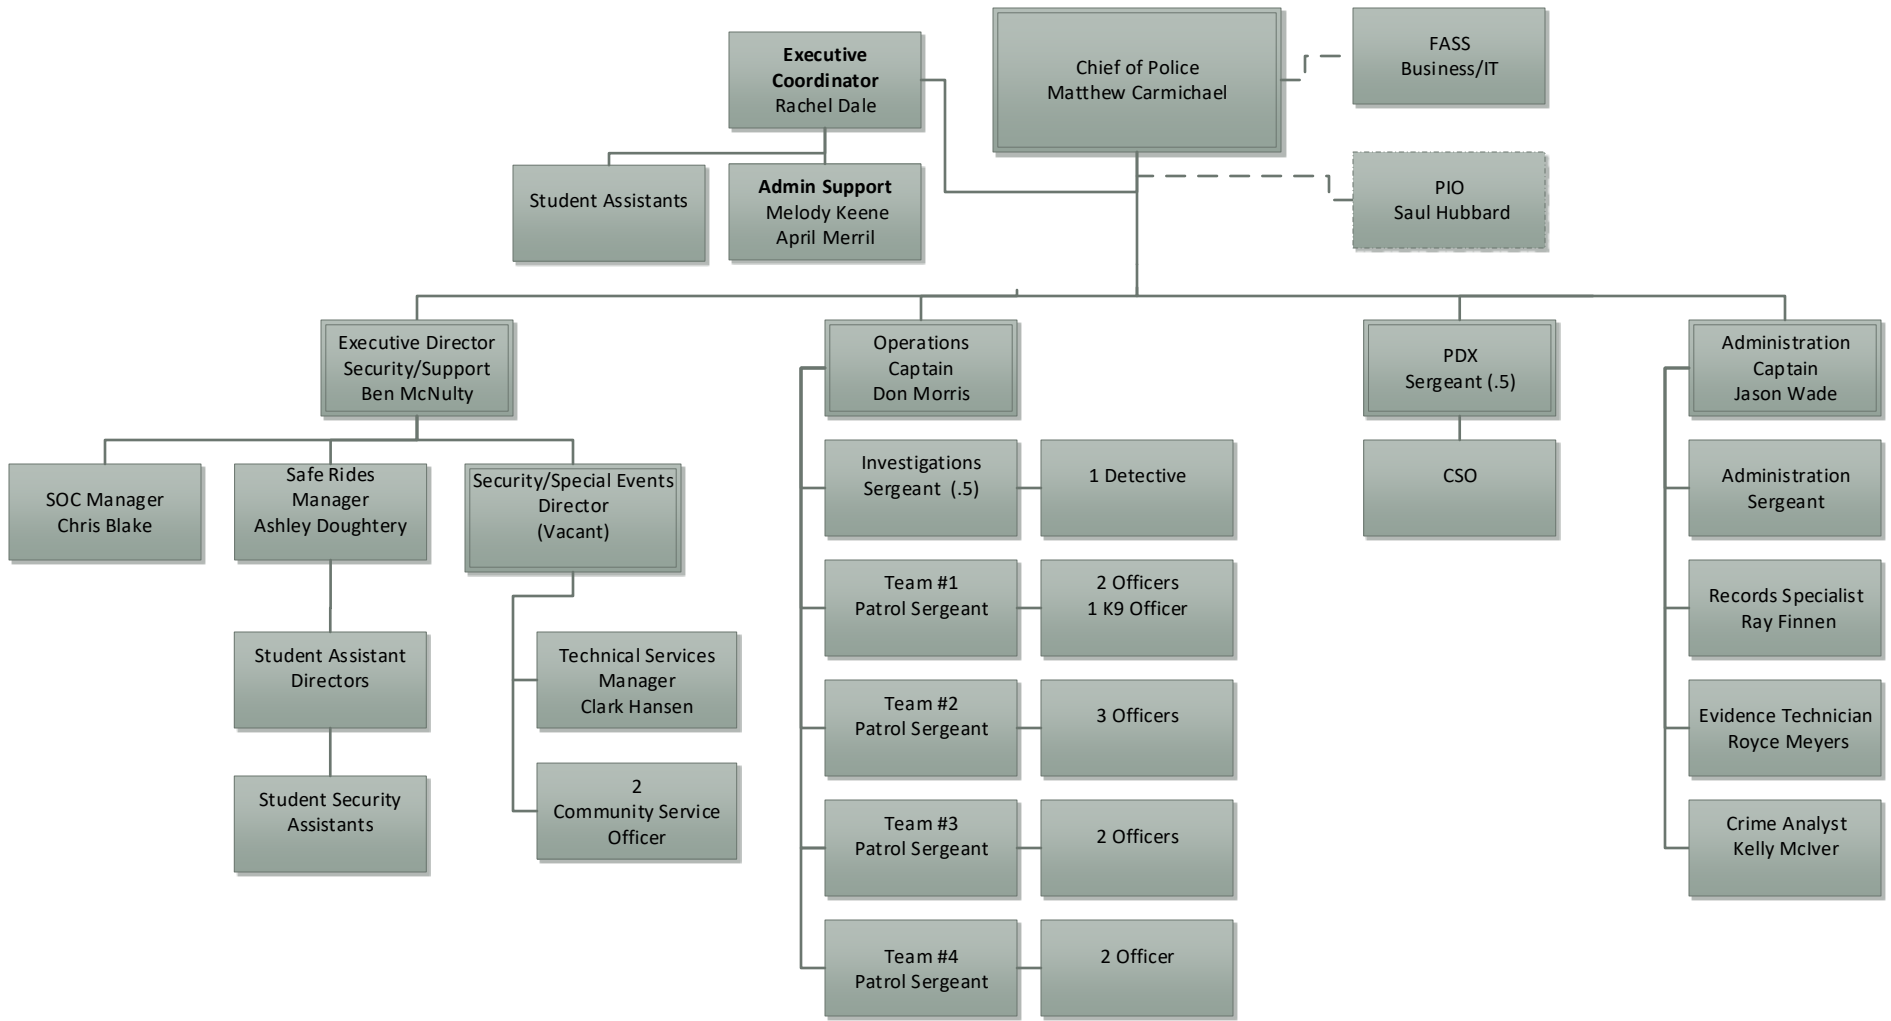 Executive
Coordinator
Rachel Dale
Chief of Police
Matthew Carmichael
FASS
Business/IT
Student Assistants
Admin Support
Melody Keene
April Merril
PIO
Saul Hubbard
Executive Director
Security/Support
Ben McNulty
Operations
Captain
Don Morris
PDX
Sergeant (.5)
Administration
Captain
Jason Wade
SOC Manager
Chris Blake
Safe Rides
Manager
Ashley Doughtery
Security/Special Events
Director
(Vacant)
Student Assistant
Directors
Student Security
Assistants
Technical Services
Manager
Clark Hansen
2
Community Service
Officer
Investigations
Sergeant (.5)
1 Detective
Team #1
Patrol Sergeant
2 Officers
1 K9 Officer
Team #2
Patrol Sergeant
3 Officers
Team #3
Patrol Sergeant
2 Officers
Team #4
Patrol Sergeant
2 Officer
CSO
Administration
Sergeant
Records Specialist
Ray Finnen
Evidence Technician
Royce Meyers
Crime Analyst
Kelly McIver